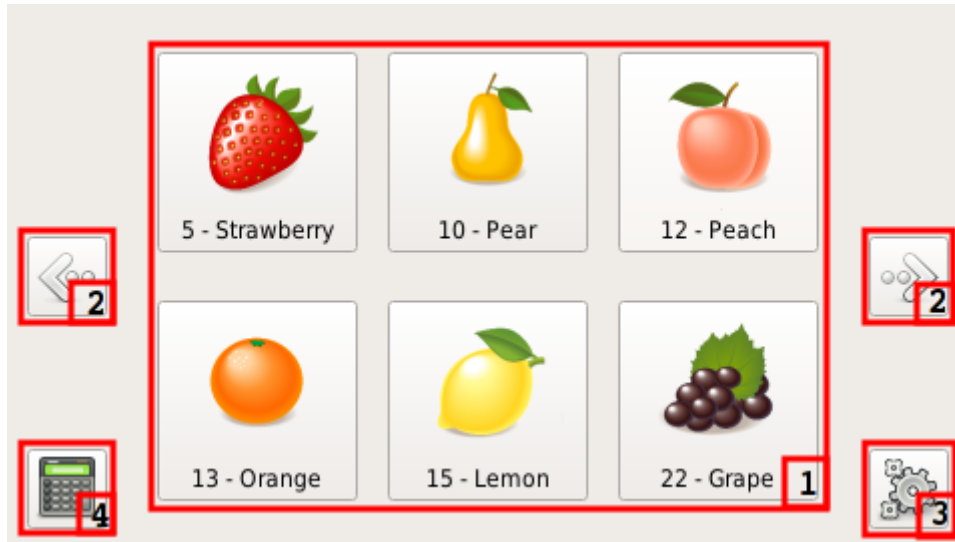 5 - Strawberry
10 - Pear
12 - Peach
2
2
13 - Orange
15 - Lemon
22 - Grape
1
4
3